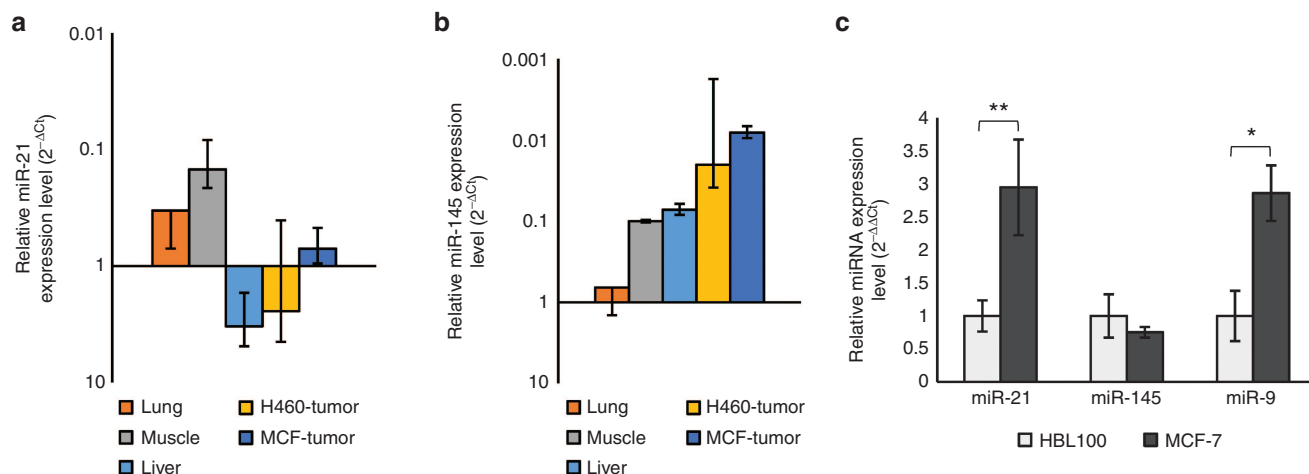 a
Relative miR-21
expression level (2^−ΔCt)
0.01
0.1
1
10
Lung
H460-tumor
Muscle
MCF-tumor
Liver
b
Relative miR-145 expression
level (2^−ΔCt)
0.001
0.01
0.1
1
10
Lung
H460-tumor
Muscle
MCF-tumor
Liver
c
Relative miRNA expression
level (2^−ΔΔCt)
4
3.5
3
2.5
2
1.5
1
0.5
0
**
*
miR-21
miR-145
miR-9
HBL100
MCF-7